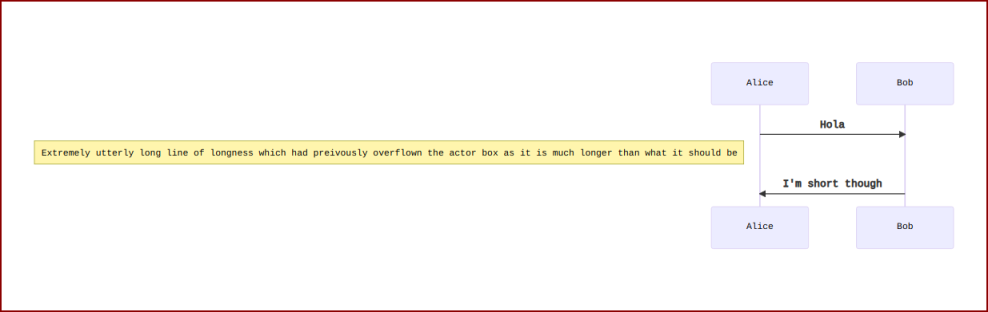 Alice
Bob
Hola
Extremely utterly long line of longness which had preivously overflown the actor box as it is much longer than what it should be
I'm short though
Alice
Bob